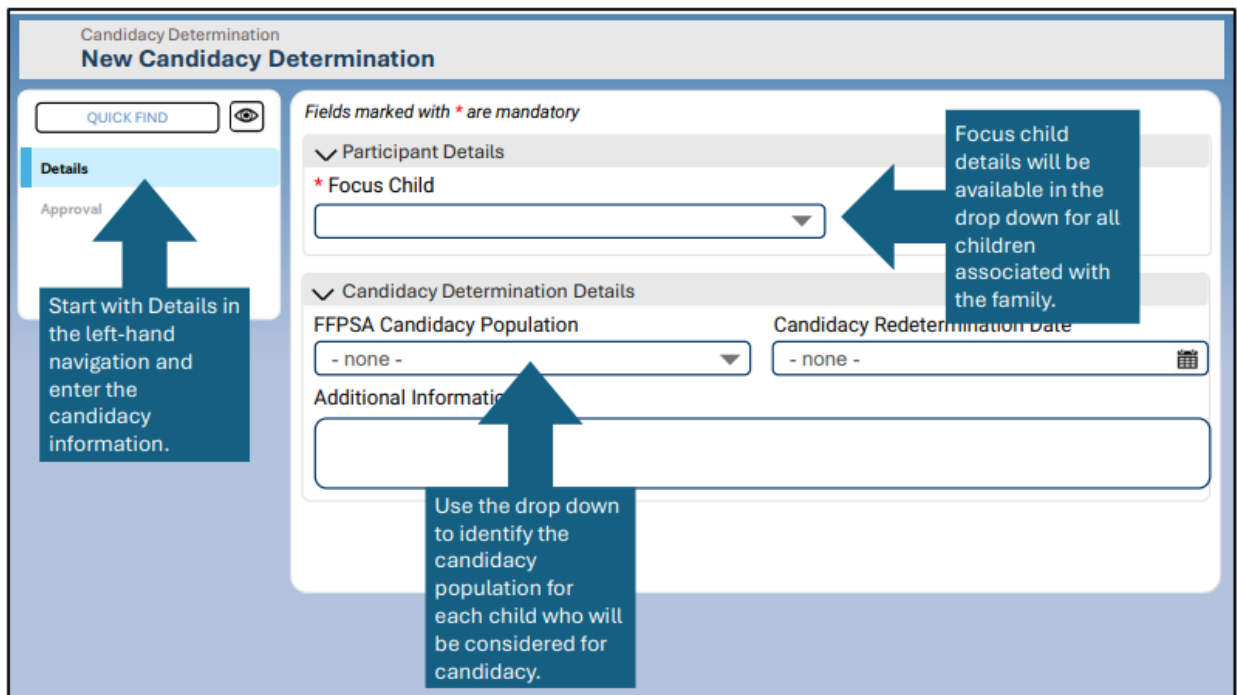 Candidacy Determination
New Candidacy Determination
QUICK FIND
Details
Approval
Start with Details in
the left-hand
navigation and
enter the
candidacy
information.
Fields marked with * are mandatory
Participant Details
* Focus Child
Focus child
details will be
available in the
drop down for all
children
associated with
the family.
Candidacy Determination Details
FFPSA Candidacy Population
Candidacy Redetermination Date
- none -
- none -
Additional Informatio
Use the drop down
to identify the
candidacy
population for
each child who will
be considered for
candidacy.